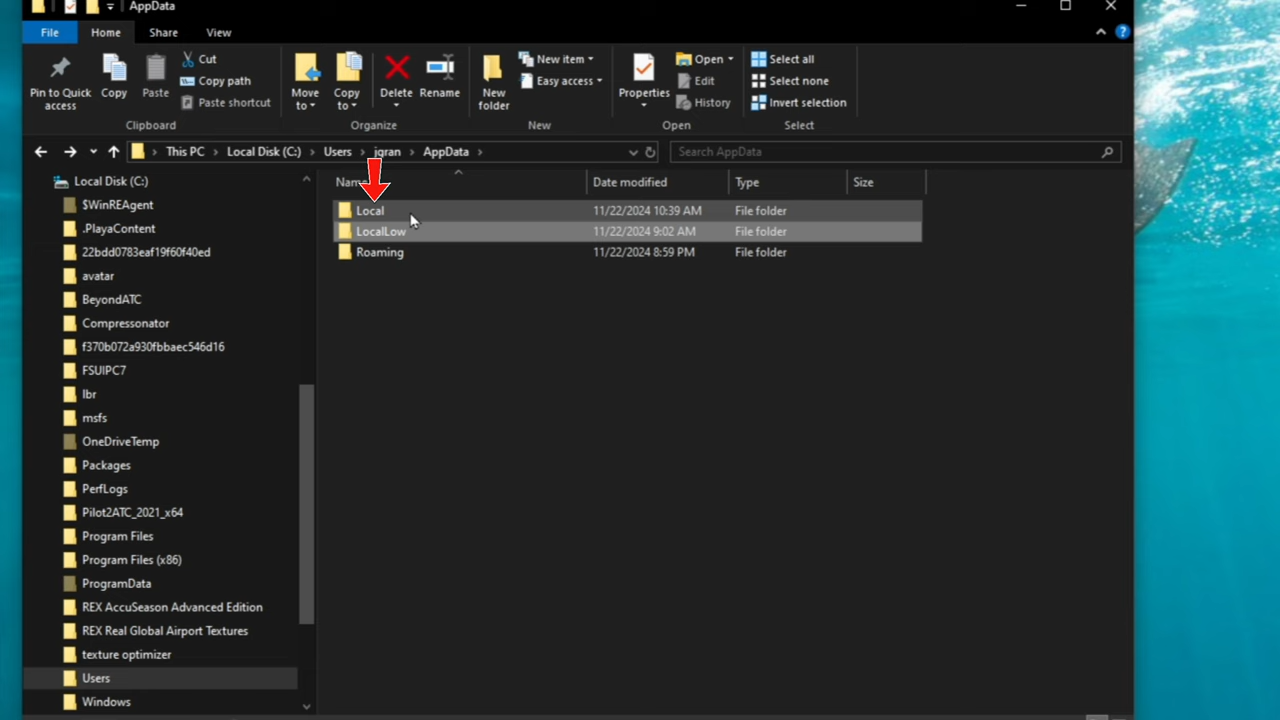 AppData
File Home Share View
Pin to Quick access
Copy
Paste
Cut
Copy path
Paste shortcut
Clipboard
Move to
Copy to
Delete
Rename
Organize
New folder
New item
Easy access
New
Properties
Open
Edit
History
Open
Select all
Select none
Invert selection
Select
This PC > Local Disk (C:) > Users > jgran > AppData >
Search AppData
Local Disk (C:)
$WinREAgent
.PlayaContent
22bdd0783eaf19f60f40ed
avatar
BeyondATC
Compressonator
f370b072a930fbbaec546d16
FSUIPC7
lbr
msfs
OneDriveTemp
Packages
PerfLogs
Pilot2ATC_2021_x64
Program Files
Program Files (x86)
ProgramData
REX AccuSeason Advanced Edition
REX Real Global Airport Textures
texture optimizer
Users
Windows
Name Date modified Type Size
Local 11/22/2024 10:39 AM File folder
LocalLow 11/22/2024 9:02 AM File folder
Roaming 11/22/2024 8:59 PM File folder